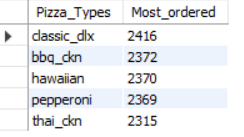 Pizza_Types Most_ordered
classic_dlx 2416
bbq_ckn 2372
hawaiian 2370
pepperoni 2369
thai_ckn 2315